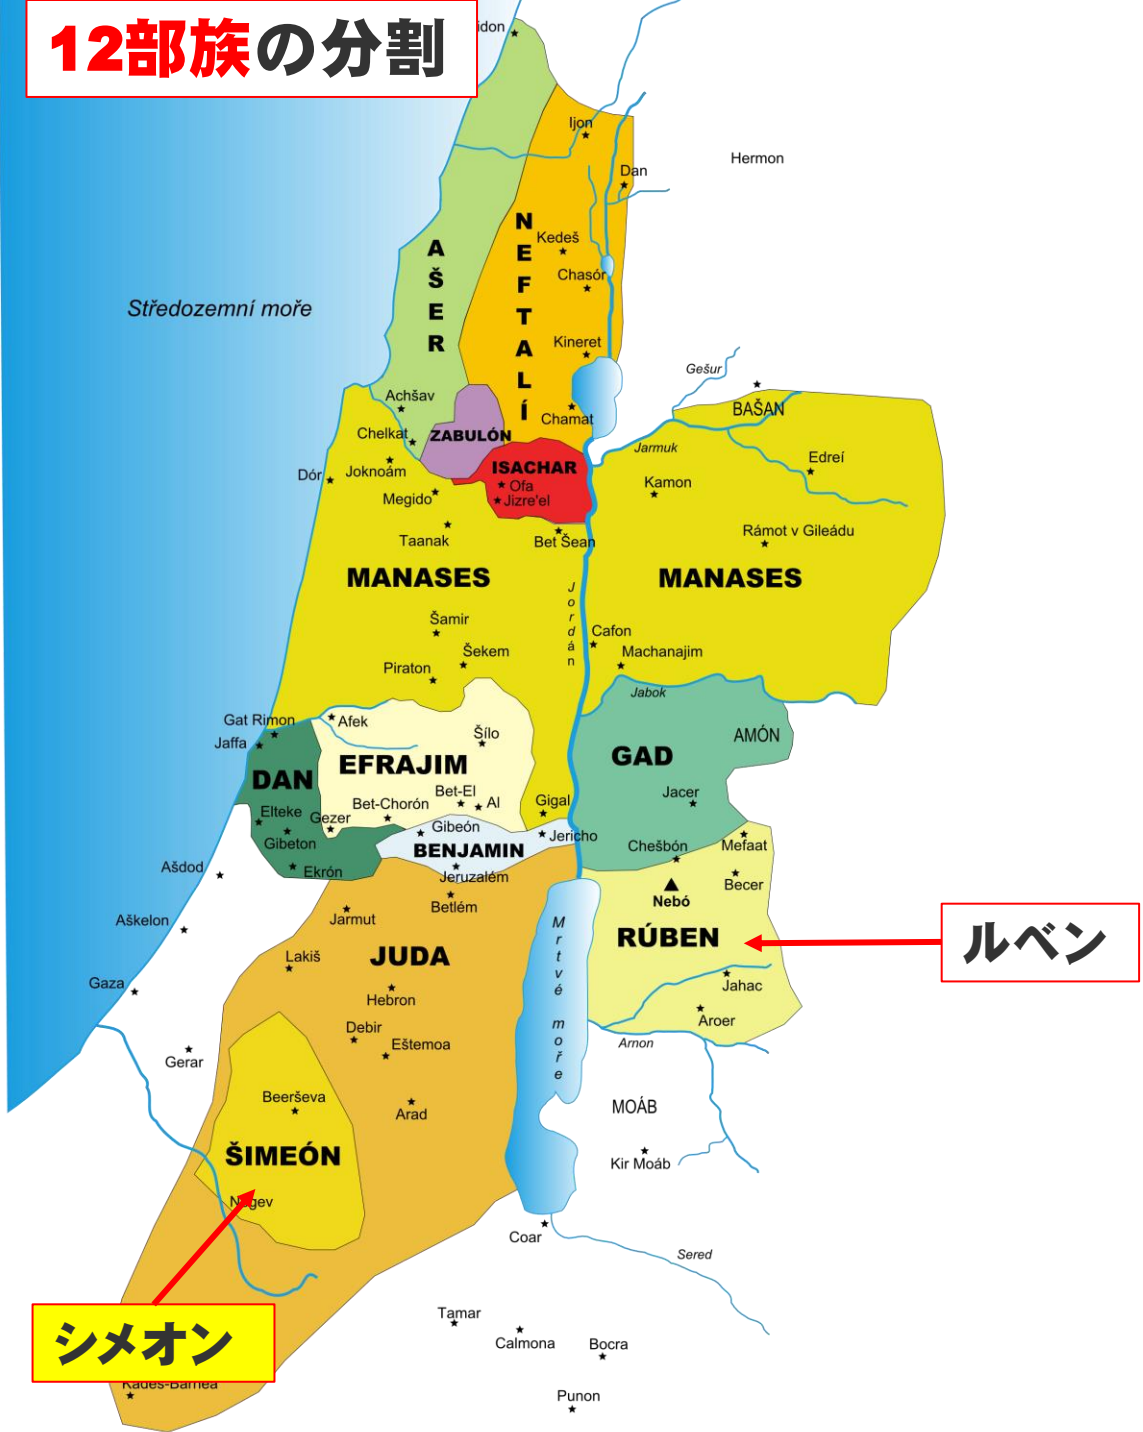 12部族の分割
idon
Ijon
Hermon
Dan
NEFTALÍ
Kedeš
AŠER
Chasór
Středozemní moře
Kineret
Gešur
Achšav
BAŠAN
Chamat
Chelkat
ZABULÓN
Jarmuk
Edreí
ISACHAR
Dór
Joknoám
Ofa
Kamon
Megido
Jizre'el
Rámot v Gileádu
Taanak
Bet Šean
MANASES
MANASES
Jordán
Šamir
Cafon
Šekem
Machanajim
Piraton
Jabok
Gat Rimon
Afek
Šílo
Jaffa
AMÓN
EFRAJIM
GAD
DAN
Bet-El
Jacer
Bet-Chorón
Al
Gigal
Elteke
Gezer
Gibeón
Jericho
Gibeton
BENJAMIN
Chešbón
Mefaat
Ašdod
Ekrón
Jeruzalém
Becer
Betlém
Nebó
Jarmut
Aškelon
Mrtvé moře
RÚBEN
ルベン
JUDA
Lakiš
Gaza
Hebron
Jahac
Debir
Aroer
Eštemoa
Arnon
Gerar
Beerševa
Arad
MOÁB
ŠIMEÓN
Kir Moáb
Negev
Coar
Sered
Tamar
シメオン
Calmona
Bocra
Kádeš-Barnea
Punon